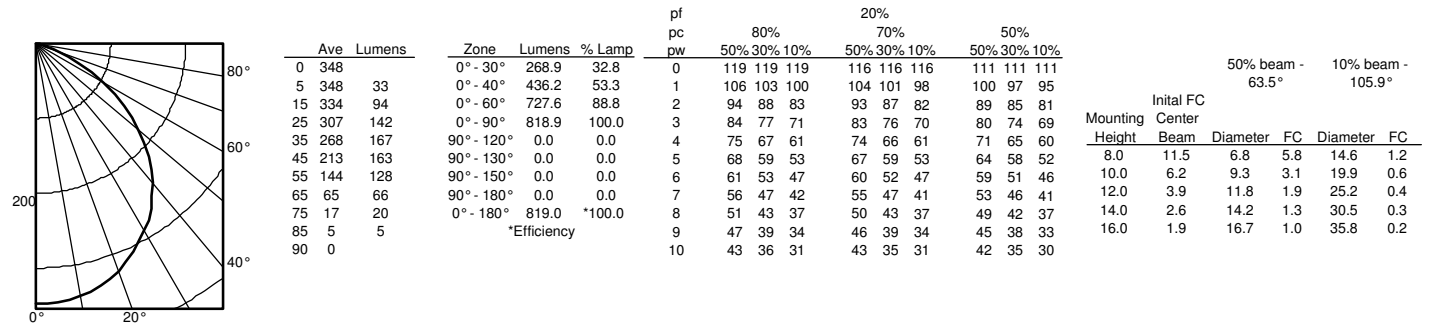 80°
60°
200
40°
0° 20°
Ave Lumens
0 348
5 348 33
15 334 94
25 307 142
35 268 167
45 213 163
55 144 128
65 65 66
75 17 20
85 5 5
90 0
Zone Lumens % Lamp
0° - 30° 268.9 32.8
0° - 40° 436.2 53.3
0° - 60° 727.6 88.8
0° - 90° 818.9 100.0
90° - 120° 0.0 0.0
90° - 130° 0.0 0.0
90° - 150° 0.0 0.0
90° - 180° 0.0 0.0
0° - 180° 819.0 *100.0
*Efficiency
pf 20%
pc 80% 70% 50%
pw 50% 30% 10% 50% 30% 10% 50% 30% 10%
0 119 119 119 116 116 116 111 111 111
1 106 103 100 104 101 98 100 97 95
2 94 88 83 93 87 82 89 85 81
3 84 77 71 83 76 70 80 74 69
4 75 67 61 74 66 61 71 65 60
5 68 59 53 67 59 53 64 58 52
6 61 53 47 60 52 47 59 51 46
7 56 47 42 55 47 41 53 46 41
8 51 43 37 50 43 37 49 42 37
9 47 39 34 46 39 34 45 38 33
10 43 36 31 43 35 31 42 35 30
50% beam - 10% beam -
63.5° 105.9°
Inital FC
Mounting Center
Height Beam Diameter FC Diameter FC
8.0 11.5 6.8 5.8 14.6 1.2
10.0 6.2 9.3 3.1 19.9 0.6
12.0 3.9 11.8 1.9 25.2 0.4
14.0 2.6 14.2 1.3 30.5 0.3
16.0 1.9 16.7 1.0 35.8 0.2